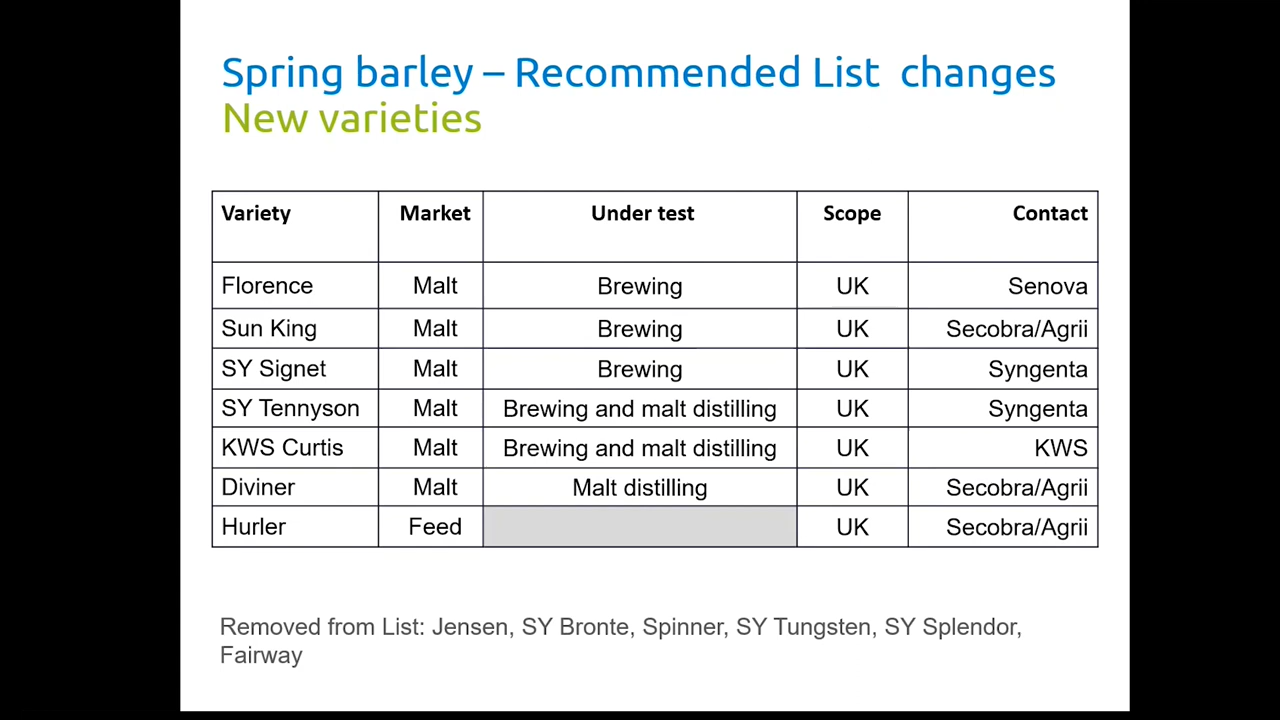 Spring barley – Recommended List changes
New varieties
Variety Market Under test Scope Contact
Florence Malt Brewing UK Senova
Sun King Malt Brewing UK Secobra/Agrii
SY Signet Malt Brewing UK Syngenta
SY Tennyson Malt Brewing and malt distilling UK Syngenta
KWS Curtis Malt Brewing and malt distilling UK KWS
Diviner Malt Malt distilling UK Secobra/Agrii
Hurler Feed UK Secobra/Agrii
Removed from List: Jensen, SY Bronte, Spinner, SY Tungsten, SY Splendor,
Fairway